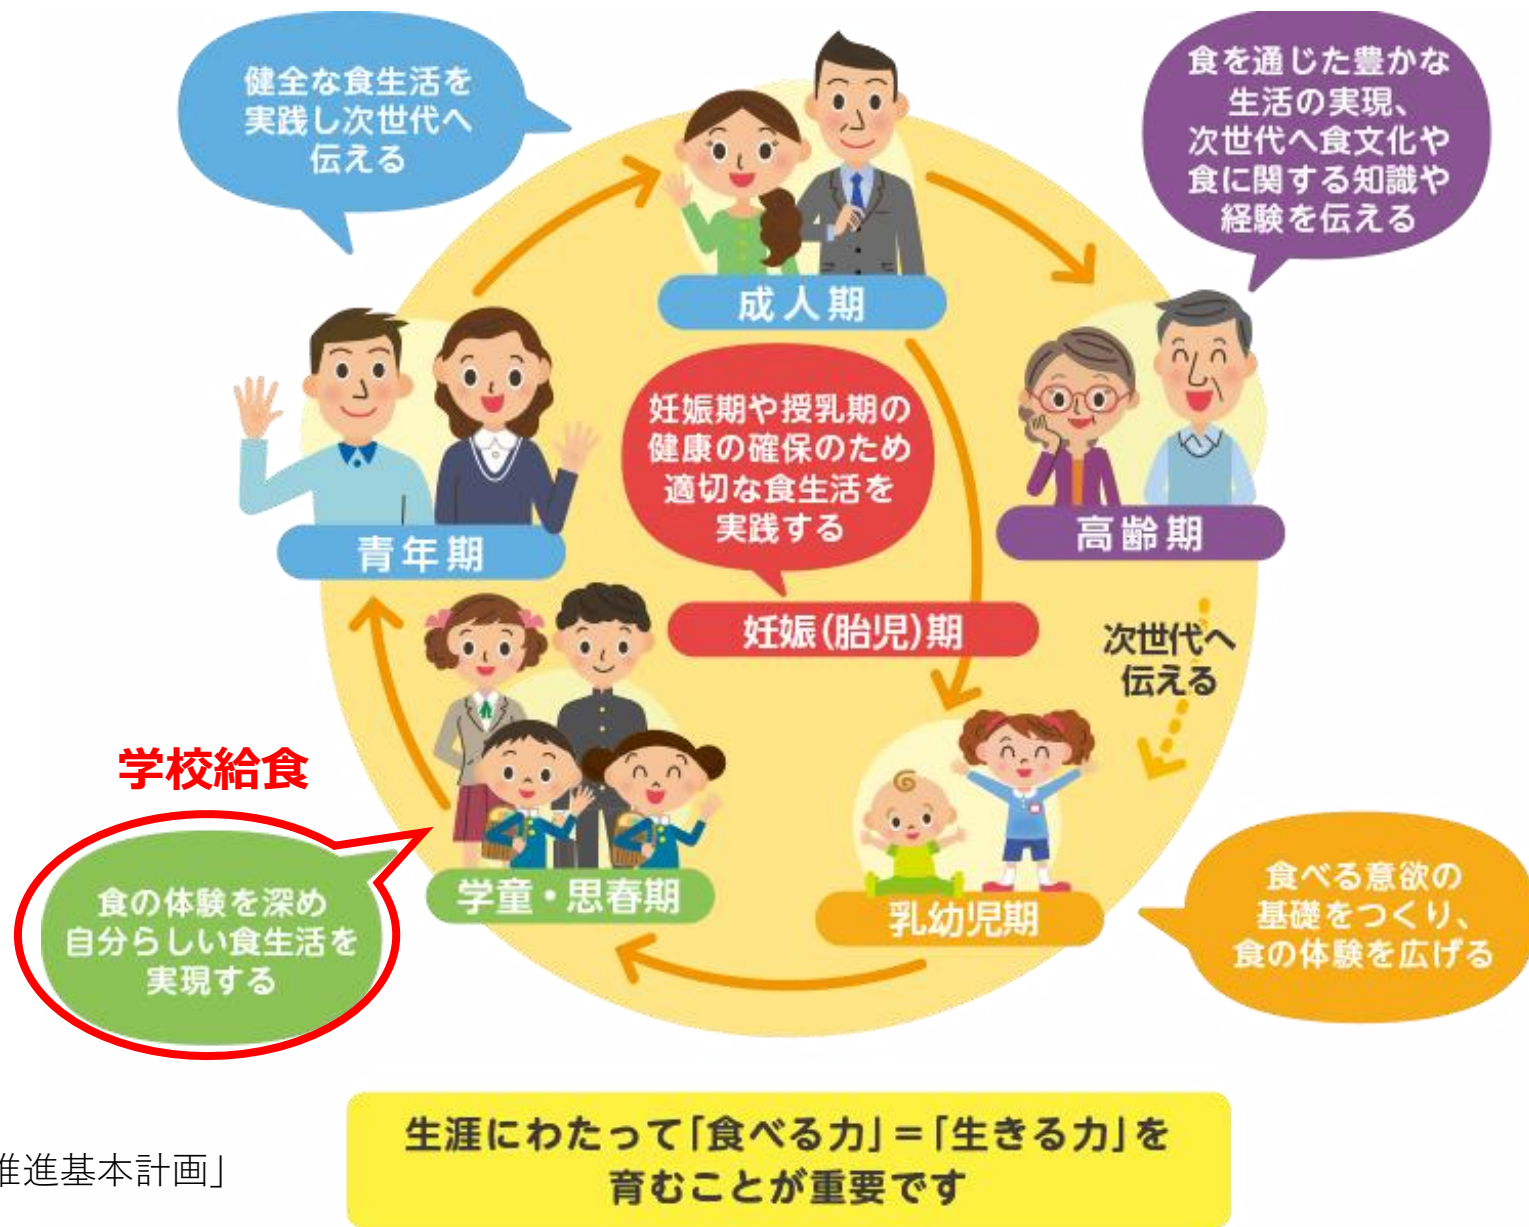 健全な食生活を
実践し次世代へ
伝える
食を通じた豊かな
生活の実現、
次世代へ食文化や
食に関する知識や
経験を伝える
成人期
妊娠期や授乳期の
健康の確保のため
適切な食生活を
実践する
青年期
高齢期
妊娠(胎児)期
次世代へ
伝える
学校給食
食の体験を深め
自分らしい食生活を
実現する
学童・思春期
乳幼児期
食べる意欲の
基礎をつくり、
食の体験を広げる
生涯にわたって「食べる力」=「生きる力」を
育むことが重要です
推進基本計画」